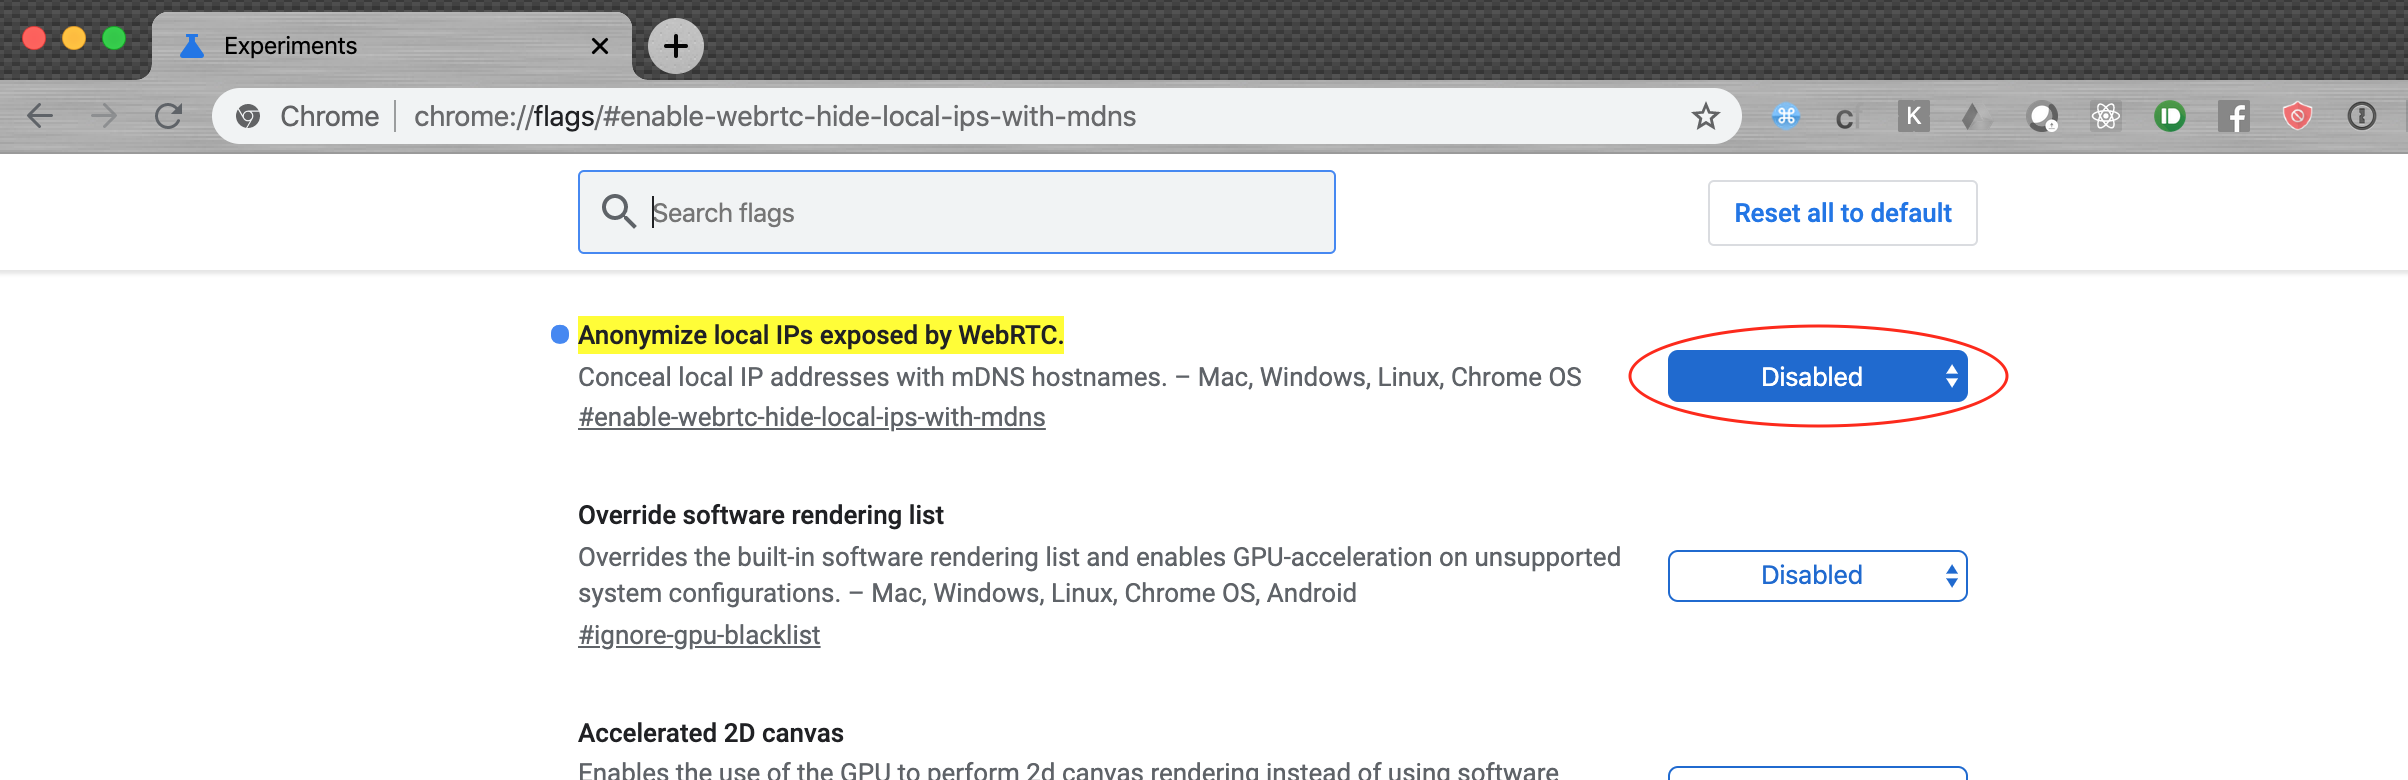 Experiments
Chrome chrome://flags/#enable-webrtc-hide-local-ips-with-mdns
Search flags
Reset all to default
Anonymize local IPs exposed by WebRTC.
Conceal local IP addresses with mDNS hostnames. – Mac, Windows, Linux, Chrome OS
#enable-webrtc-hide-local-ips-with-mdns
Disabled
Override software rendering list
Overrides the built-in software rendering list and enables GPU-acceleration on unsupported
system configurations. – Mac, Windows, Linux, Chrome OS, Android
#ignore-gpu-blacklist
Disabled
Accelerated 2D canvas
Enables the use of the GPU to perform 2d canvas rendering instead of using software